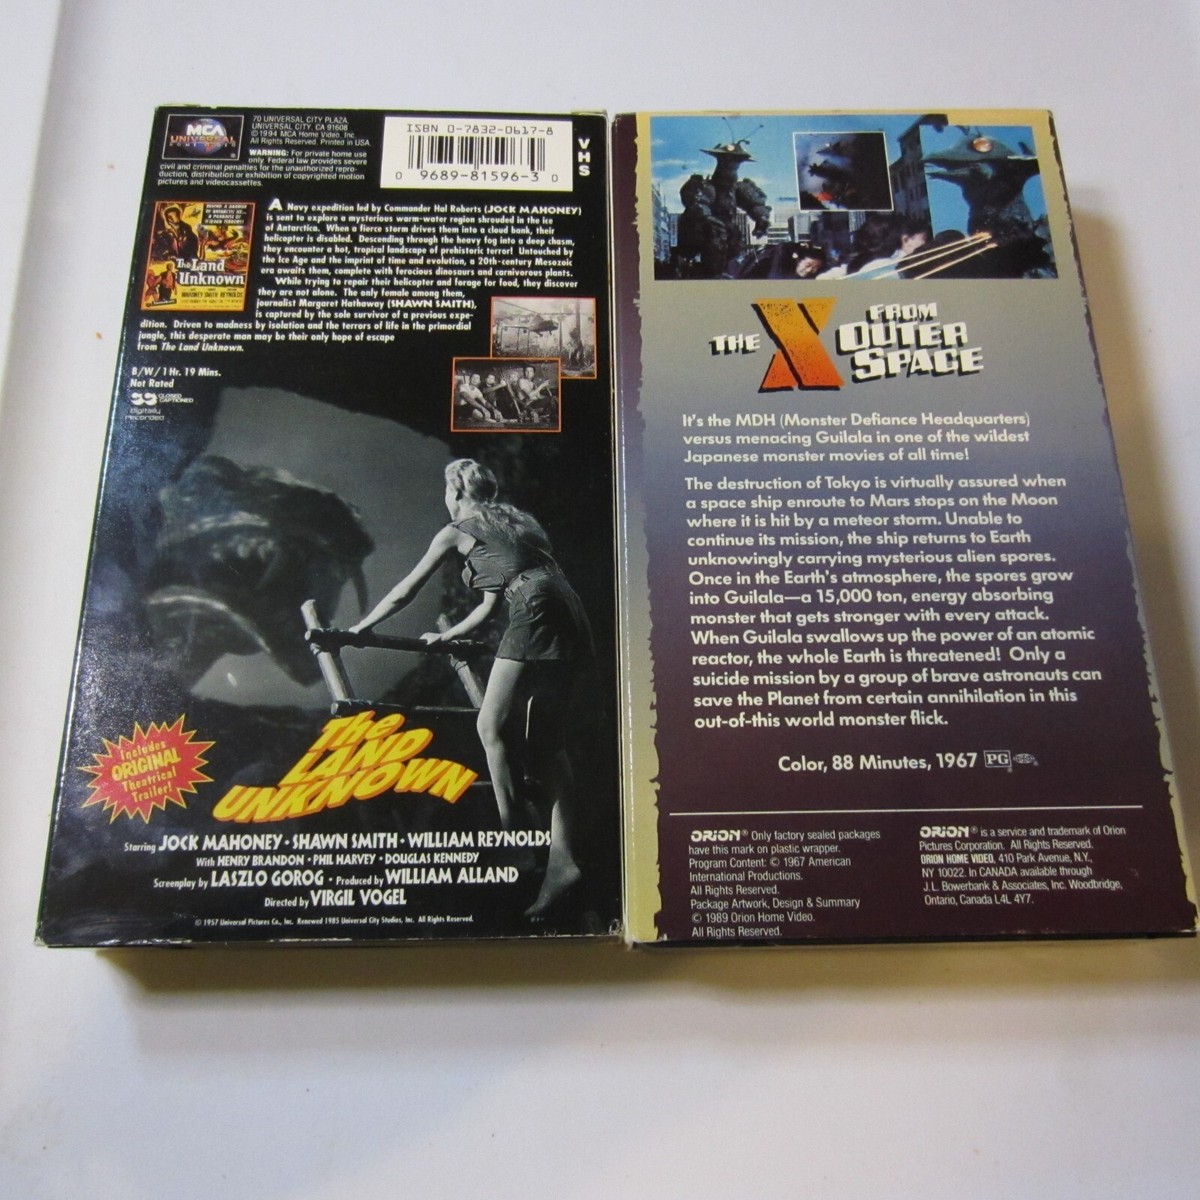 MCA
UNIVERSAL
70 UNIVERSAL CITY PLAZA
UNIVERSAL CITY, CA 91608
©1994 MCA Home Video, Inc.
All Rights Reserved. Printed in USA.
WARNING: For private home use
only. Federal law provides severe
civil and criminal penalties for the unauthorized repro-
duction, distribution or exhibition of copyrighted motion
pictures and videocassettes.
ISBN 0-7832-0617-8
0 9689-81596-3 0
VHS
A Navy expedition led by Commander Hal Roberts (JOCK MAHONEY)
is sent to explore a mysterious warm-water region shrouded in the ice
of Antarctica. When a fierce storm drives them into a cloud bank, their
helicopter is disabled. Descending through the heavy fog into a deep chasm,
they encounter a hot, tropical landscape of prehistoric terror! Untouched by
the Ice Age and the imprint of time and evolution, a 20th-century Mesozoic
era awaits them, complete with ferocious dinosaurs and carnivorous plants.
While trying to repair their helicopter and forage for food, they discover
they are not alone. The only female among them,
journalist Margaret Hathaway (SHAWN SMITH),
is captured by the sole survivor of a previous expe-
dition. Driven to madness by isolation and the terrors of life in the primordial
jungle, this desperate man may be their only hope of escape
from The Land Unknown.
The Land
Unknown
B/W/1 Hr. 19 Mins.
Not Rated
CLOSED
CAPTIONED
digitally
recorded
Includes
ORIGINAL
Theatrical
Trailer!
The
LAND
UNKNOWN
Starring JOCK MAHONEY · SHAWN SMITH · WILLIAM REYNOLDS
With HENRY BRANDON · PHIL HARVEY · DOUGLAS KENNEDY
Screenplay by LASZLO GOROG · Produced by WILLIAM ALLAND
Directed by VIRGIL VOGEL
© 1957 Universal Pictures Co., Inc. Renewed 1985 Universal City Studios, Inc. All Rights Reserved.
THE X FROM
OUTER
SPACE
It's the MDH (Monster Defiance Headquarters)
versus menacing Guilala in one of the wildest
Japanese monster movies of all time!
The destruction of Tokyo is virtually assured when
a space ship enroute to Mars stops on the Moon
where it is hit by a meteor storm. Unable to
continue its mission, the ship returns to Earth
unknowingly carrying mysterious alien spores.
Once in the Earth's atmosphere, the spores grow
into Guilala—a 15,000 ton, energy absorbing
monster that gets stronger with every attack.
When Guilala swallows up the power of an atomic
reactor, the whole Earth is threatened! Only a
suicide mission by a group of brave astronauts can
save the Planet from certain annihilation in this
out-of-this world monster flick.
Color, 88 Minutes, 1967 PG
ORION® Only factory sealed packages
have this mark on plastic wrapper.
Program Content: © 1967 American
International Productions.
All Rights Reserved.
Package Artwork, Design & Summary
© 1989 Orion Home Video.
All Rights Reserved.
ORION® is a service and trademark of Orion
Pictures Corporation. All Rights Reserved.
ORION HOME VIDEO, 410 Park Avenue, N.Y.,
NY 10022. In CANADA available through
J.L. Bowerbank & Associates, Inc. Woodbridge,
Ontario, Canada L4L 4Y7.